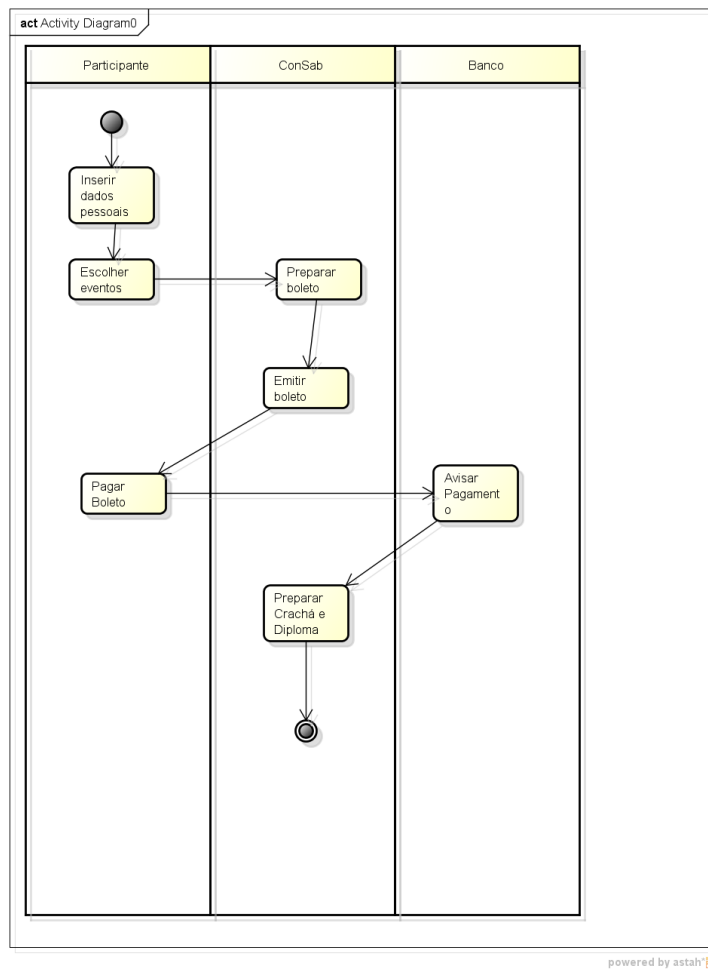 act Activity Diagram0
Participante
ConSab
Banco
Inserir
dados
pessoais
Escolher
eventos
Preparar
boleto
Emitir
boleto
Pagar
Boleto
Avisar
Pagament
o
Preparar
Crachá e
Diploma
powered by astah*